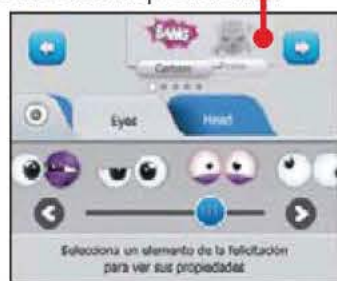 BANG
Cartoon
Eyes
Head
Selecciona un elemento de la felicitación
para ver sus propiedades